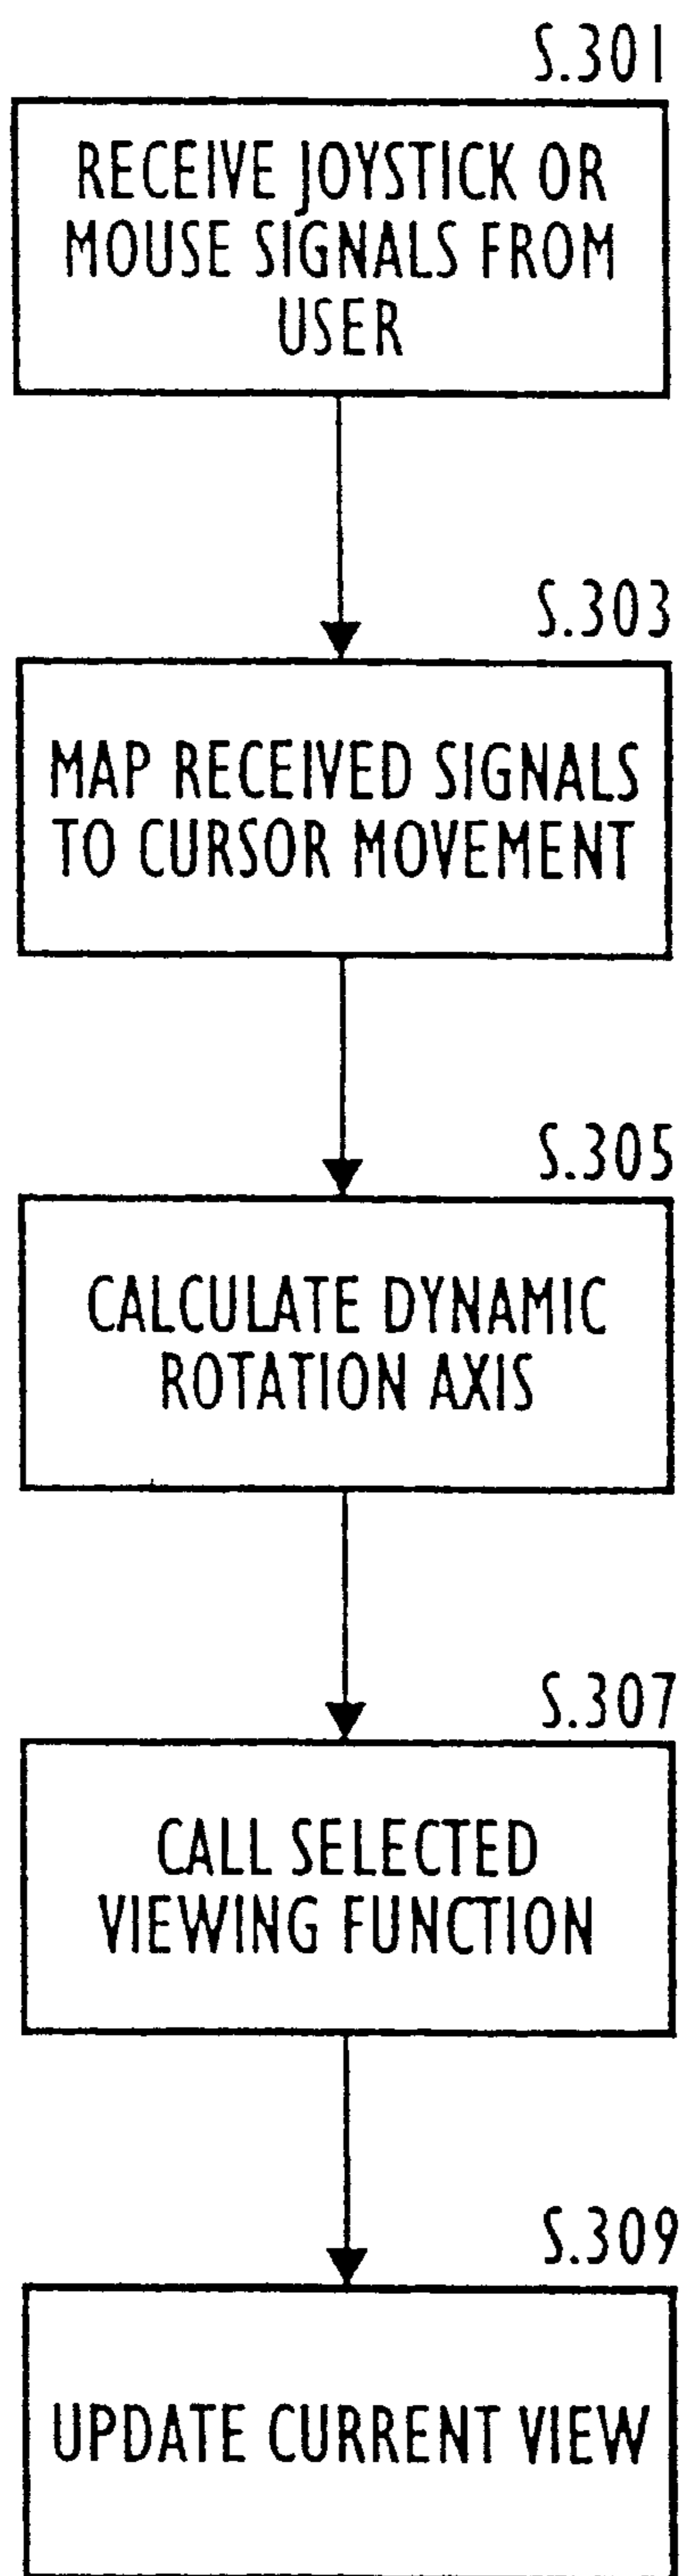 S.301
RECEIVE JOYSTICK OR
MOUSE SIGNALS FROM
USER
S.303
MAP RECEIVED SIGNALS
TO CURSOR MOVEMENT
S.305
CALCULATE DYNAMIC
ROTATION AXIS
S.307
CALL SELECTED
VIEWING FUNCTION
S.309
UPDATE CURRENT VIEW